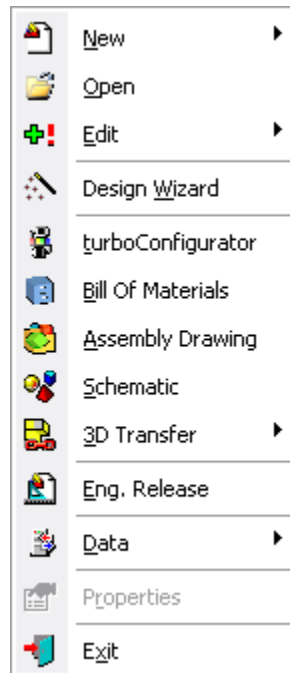 New
Open
Edit
Design Wizard
turboConfigurator
Bill Of Materials
Assembly Drawing
Schematic
3D Transfer
Eng. Release
Data
Properties
Exit